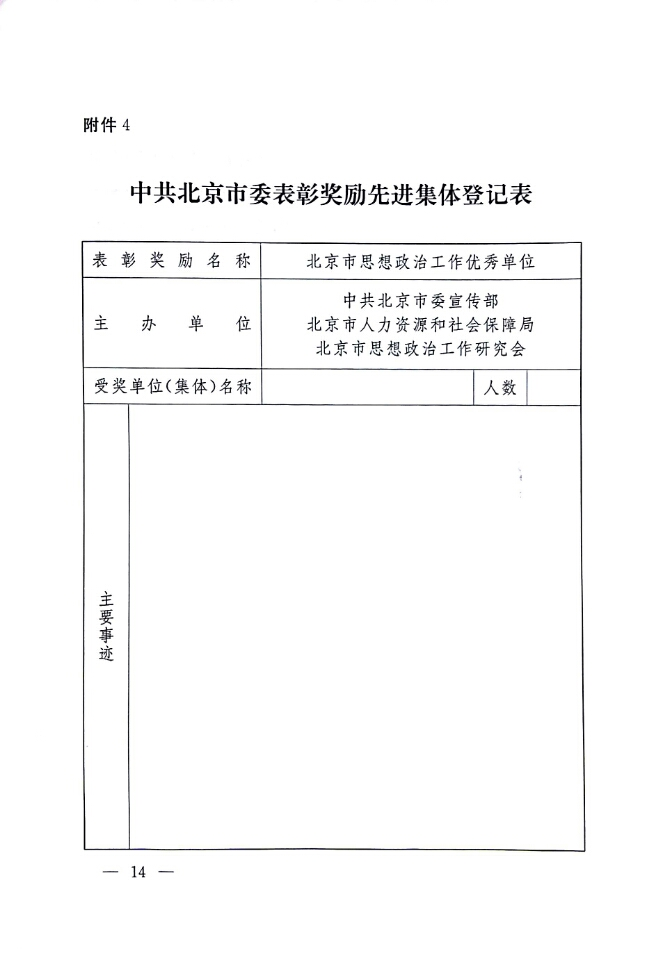 附件 4
中共北京市委表彰奖励先进集体登记表
表彰奖励名称
北京市思想政治工作优秀单位
主办单位
中共北京市委宣传部
北京市人力资源和社会保障局
北京市思想政治工作研究会
受奖单位(集体)名称
人数
主要事迹
— 14 —